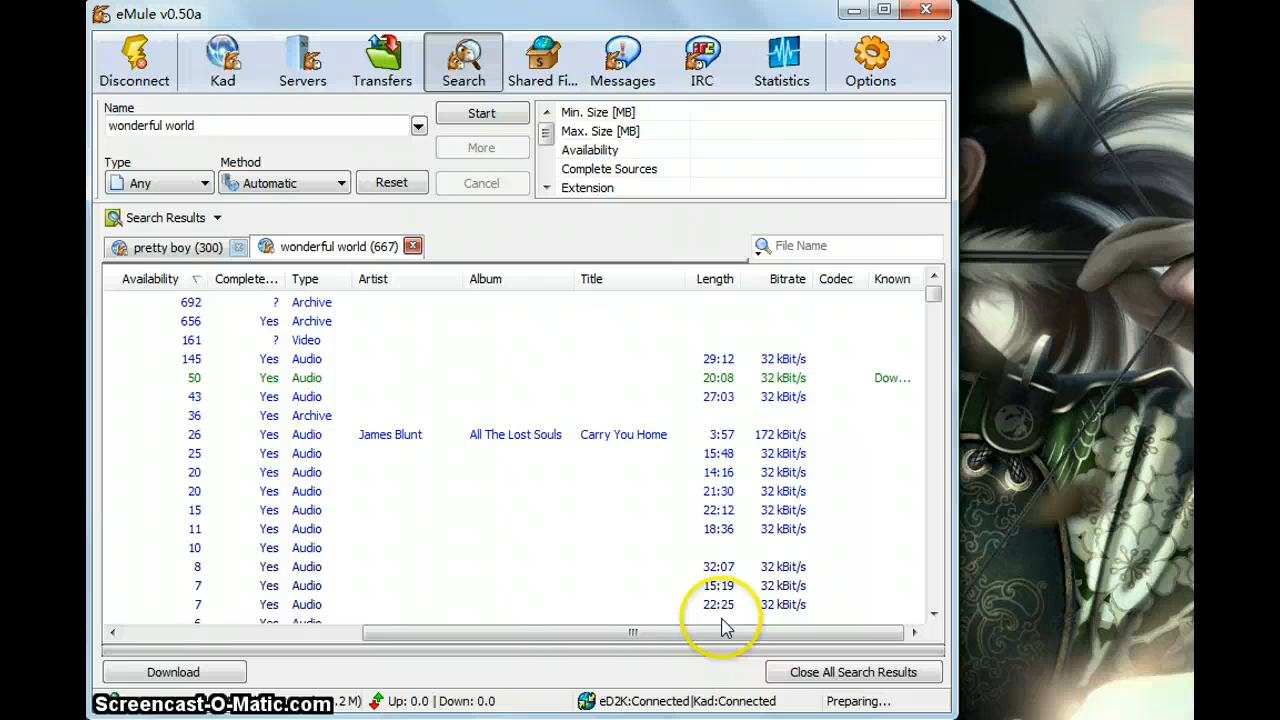 eMule v0.50a
Disconnect Kad Servers Transfers Search Shared Fi... Messages IRC Statistics Options
Name
wonderful world
Start
More
Cancel
Type Method
Any Automatic Reset
Min. Size [MB]
Max. Size [MB]
Availability
Complete Sources
Extension
Search Results
pretty boy (300) wonderful world (667) File Name
Availability Complete... Type Artist Album Title Length Bitrate Codec Known
692 ? Archive
656 Yes Archive
161 ? Video
145 Yes Audio 29:12 32 kBit/s
50 Yes Audio 20:08 32 kBit/s Dow...
43 Yes Audio 27:03 32 kBit/s
36 Yes Archive
26 Yes Audio James Blunt All The Lost Souls Carry You Home 3:57 172 kBit/s
25 Yes Audio 15:48 32 kBit/s
20 Yes Audio 14:16 32 kBit/s
20 Yes Audio 21:30 32 kBit/s
15 Yes Audio 22:12 32 kBit/s
11 Yes Audio 18:36 32 kBit/s
10 Yes Audio
8 Yes Audio 32:07 32 kBit/s
7 Yes Audio 15:19 32 kBit/s
7 Yes Audio 22:25 32 kBit/s
Download Close All Search Results
Screencast-O-Matic.com .2 M) Up: 0.0 | Down: 0.0 eD2K:Connected|Kad:Connected Preparing...